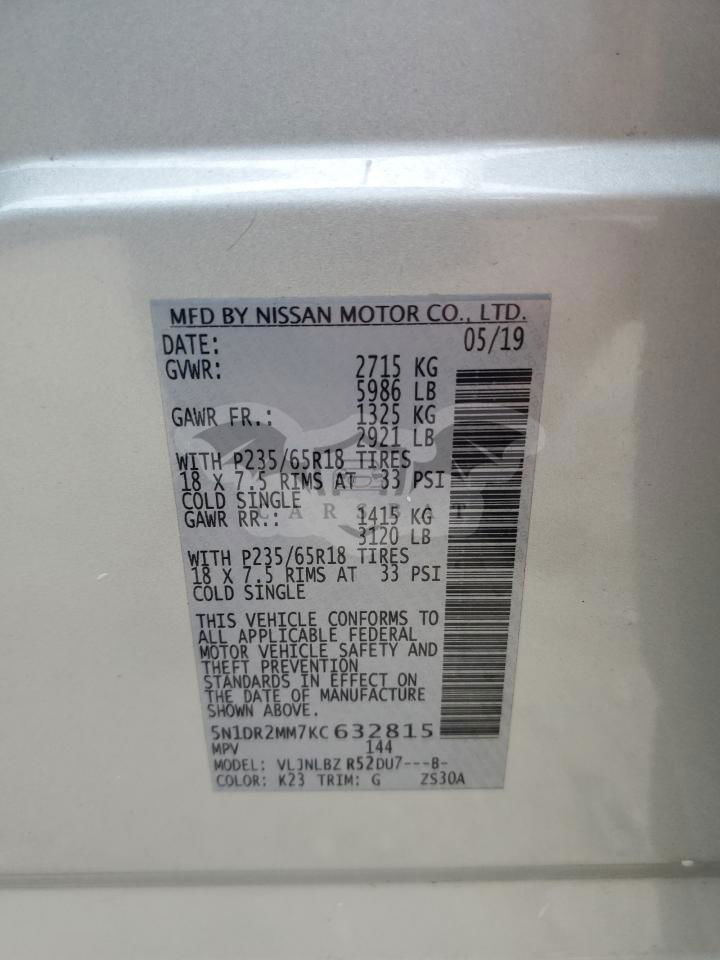 MFD BY NISSAN MOTOR CO., LTD.
DATE: 05/19
GVWR: 2715 KG
5986 LB
GAWR FR.: 1325 KG
2921 LB
WITH P235/65R18 TIRES
18 X 7.5 RIMS AT 33 PSI
COLD SINGLE
CARSBAT
GAWR RR.: 1415 KG
3120 LB
WITH P235/65R18 TIRES
18 X 7.5 RIMS AT 33 PSI
COLD SINGLE
THIS VEHICLE CONFORMS TO
ALL APPLICABLE FEDERAL
MOTOR VEHICLE SAFETY AND
THEFT PREVENTION
STANDARDS IN EFFECT ON
THE DATE OF MANUFACTURE
SHOWN ABOVE.
5N1DR2MM7KC632815
MPV 144
MODEL: VLJNLBZ R52DU7---B-
COLOR: K23 TRIM: G ZS30A